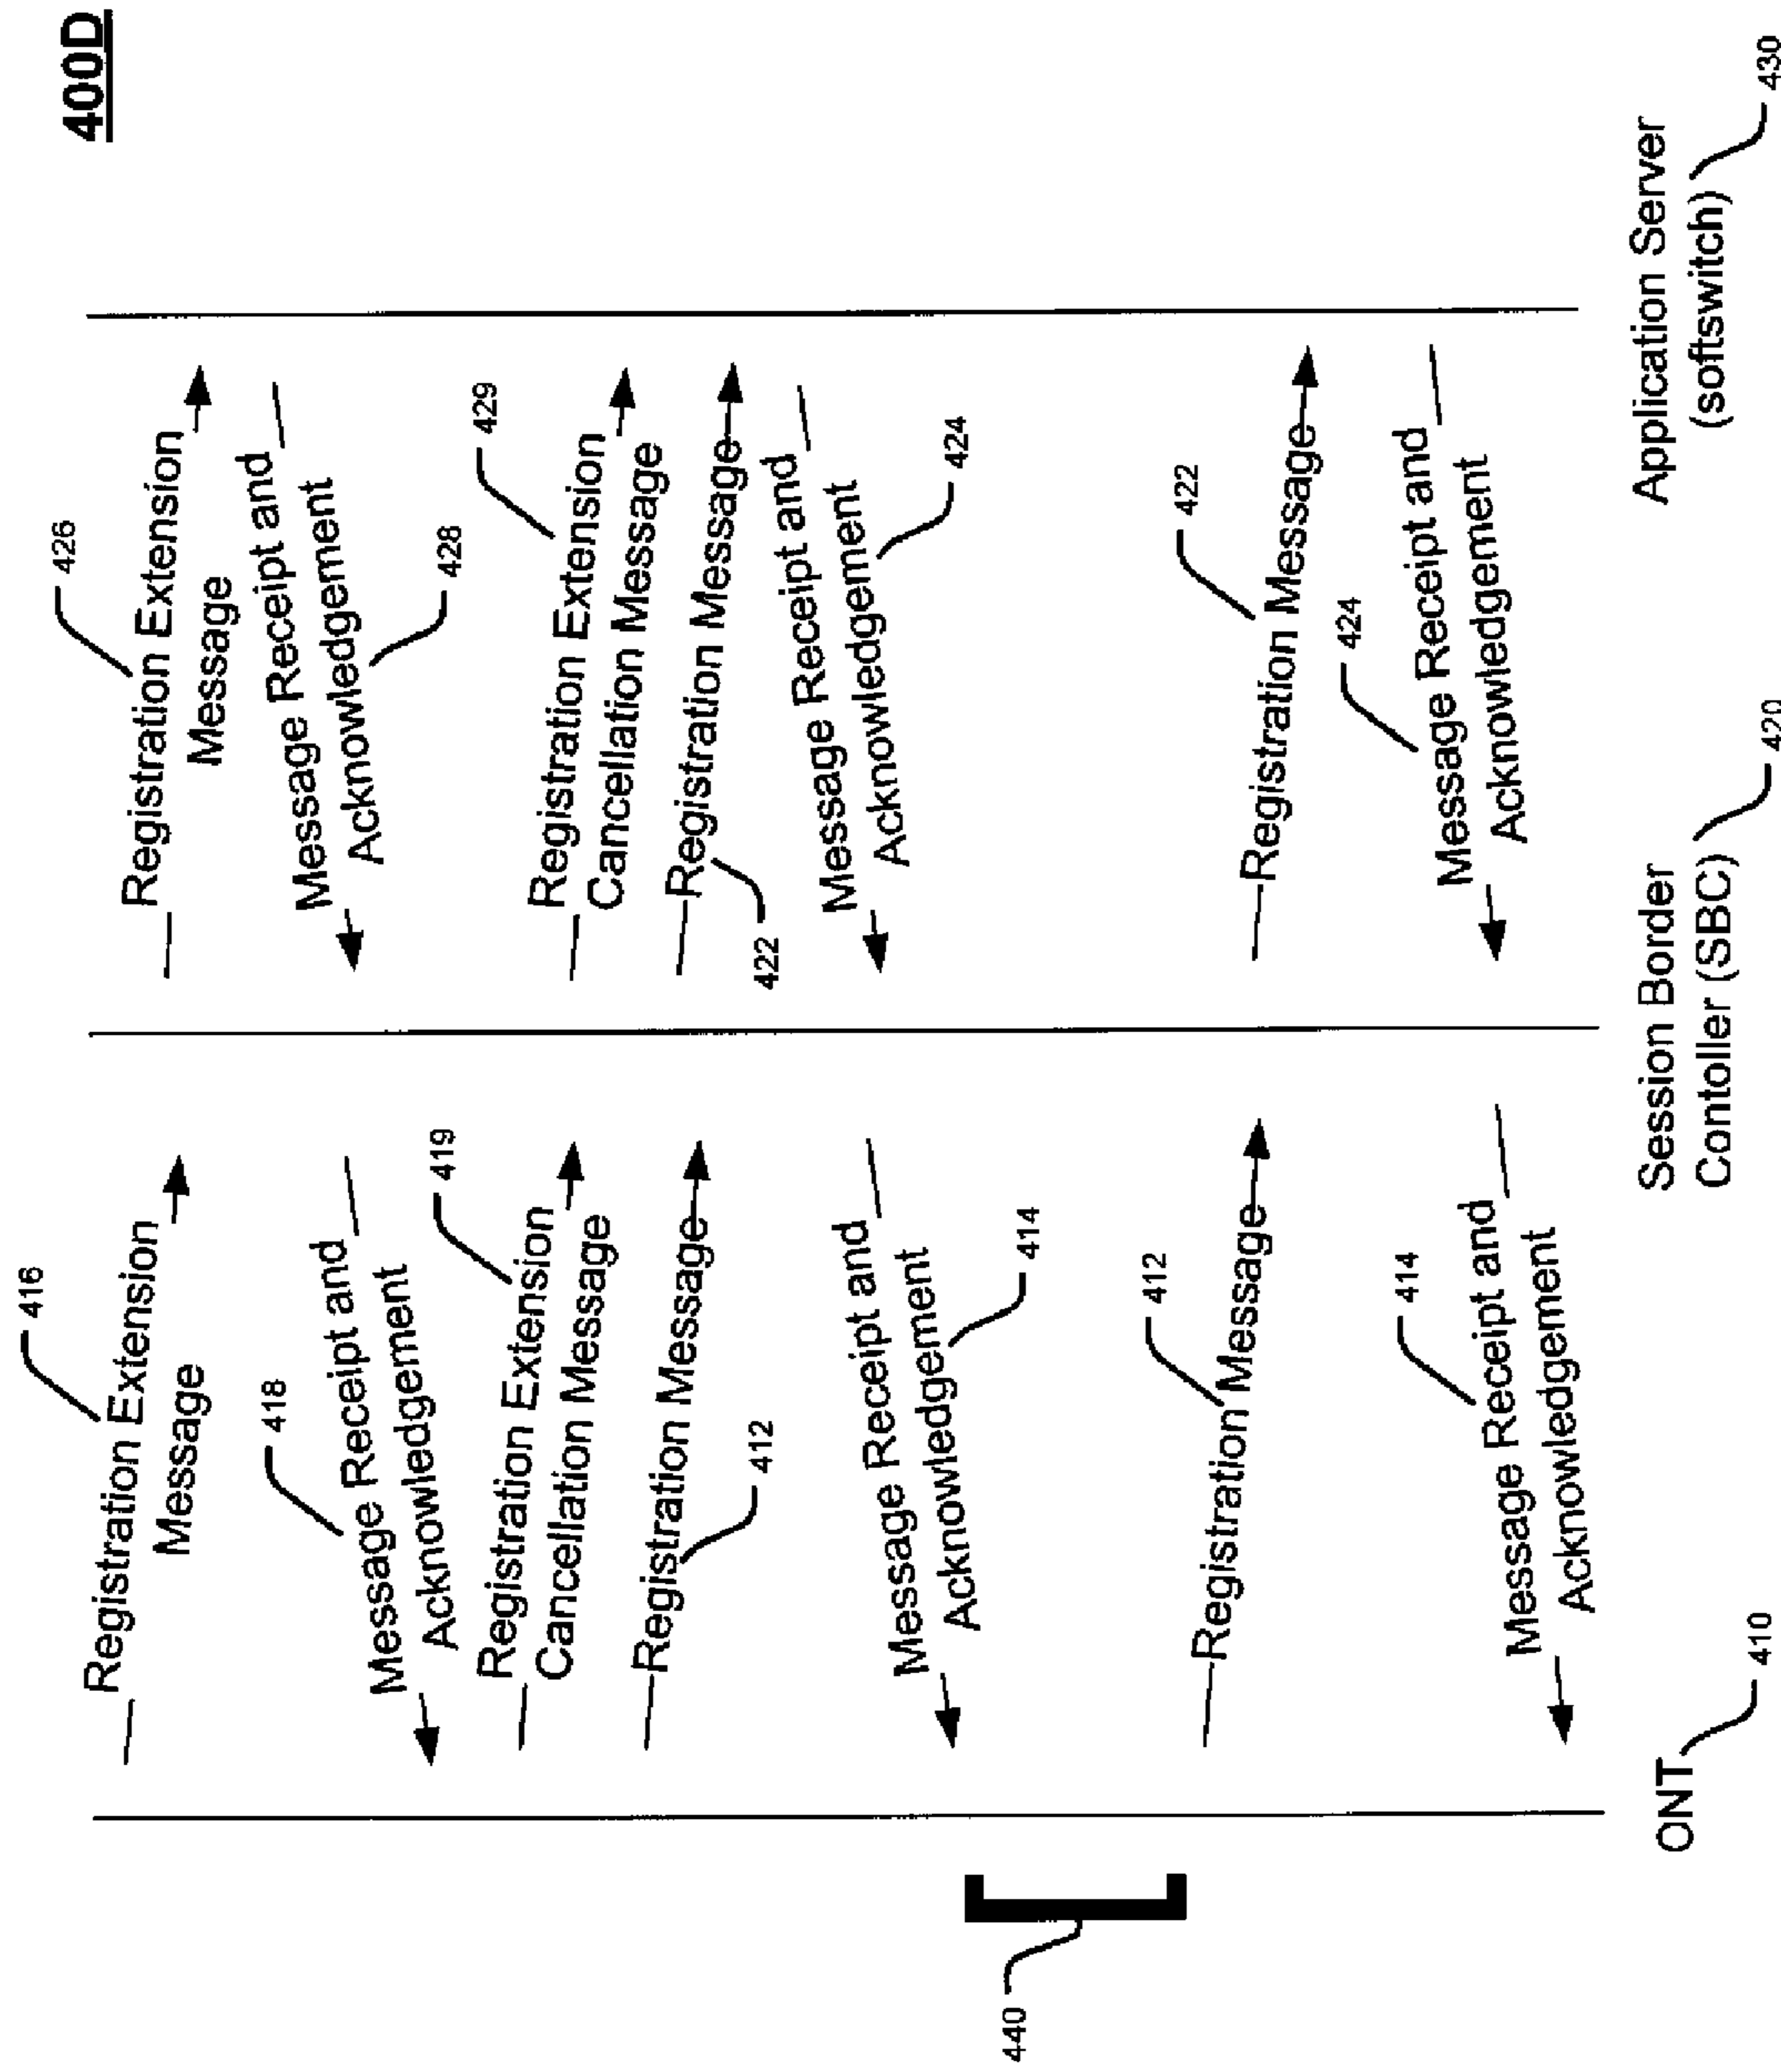 400D
416
Registration Extension
Message
426
Registration Extension
Message
Message Receipt and
Acknowledgement
428
418
Message Receipt and
Acknowledgement
419
Registration Extension
Cancellation Message
429
Registration Extension
Cancellation Message
Registration Message
412
Registration Message
422
Message Receipt and
Acknowledgement
424
Message Receipt and
Acknowledgement
414
440
412
Registration Message
422
Registration Message
424
Message Receipt and
Acknowledgement
414
Message Receipt and
Acknowledgement
ONT
410
Session Border
Contoller (SBC)
420
Application Server
(softswitch)
430